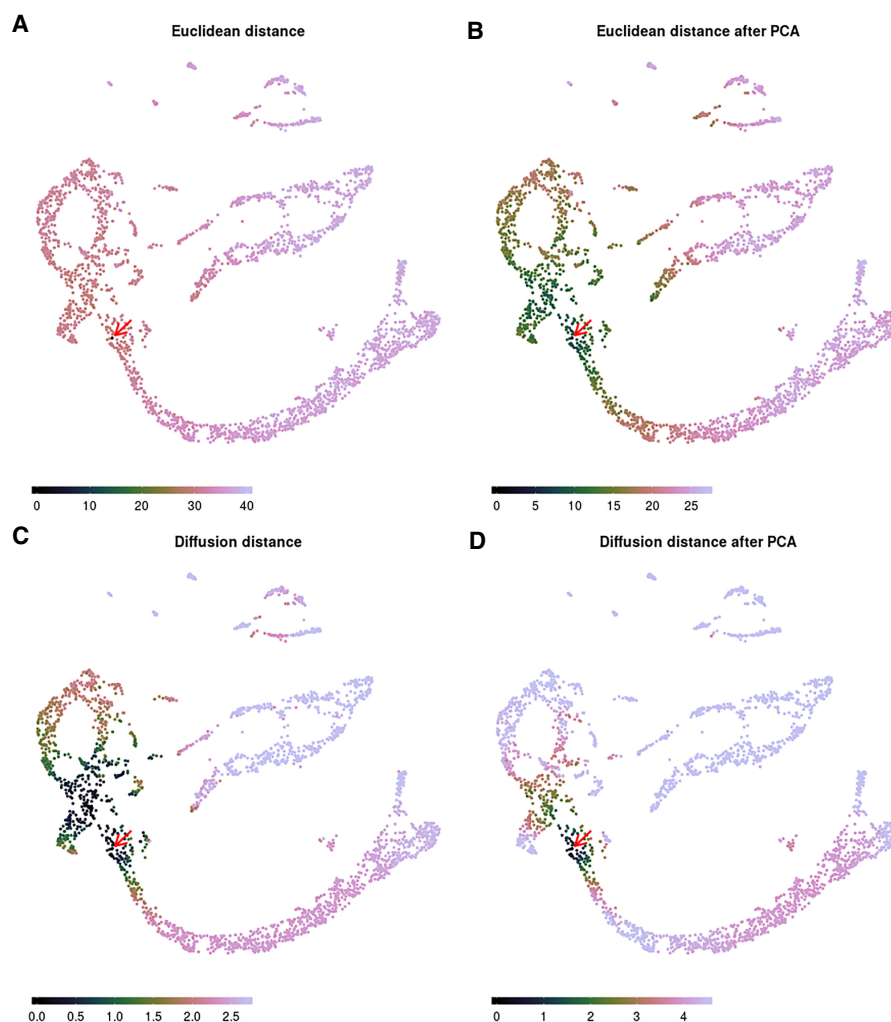 A
Euclidean distance
0 10 20 30 40
B
Euclidean distance after PCA
0 5 10 15 20 25
C
Diffusion distance
0.0 0.5 1.0 1.5 2.0 2.5
D
Diffusion distance after PCA
0 1 2 3 4